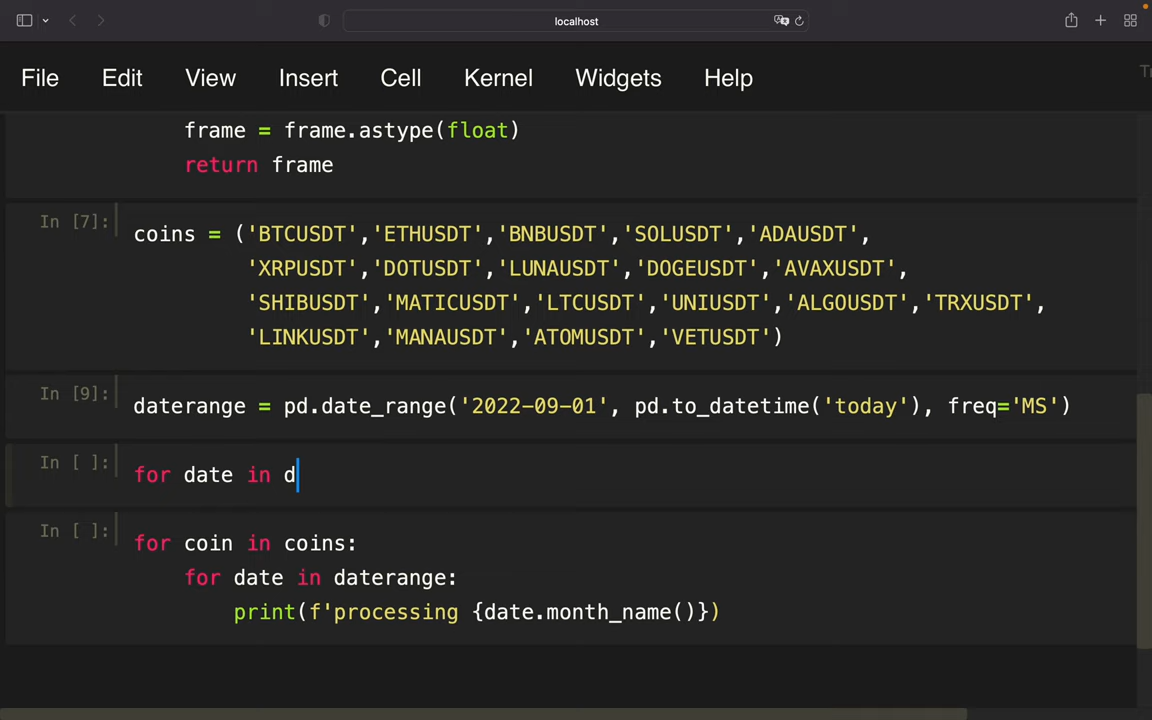 localhost
File Edit View Insert Cell Kernel Widgets Help
frame = frame.astype(float)
return frame
In [7]:
coins = ('BTCUSDT','ETHUSDT','BNBUSDT','SOLUSDT','ADAUSDT',
'XRPUSDT','DOTUSDT','LUNAUSDT','DOGEUSDT','AVAXUSDT',
'SHIBUSDT','MATICUSDT','LTCUSDT','UNIUSDT','ALGOUSDT','TRXUSDT',
'LINKUSDT','MANAUSDT','ATOMUSDT','VETUSDT')
In [9]:
daterange = pd.date_range('2022-09-01', pd.to_datetime('today'), freq='MS')
In [ ]:
for date in d
In [ ]:
for coin in coins:
for date in daterange:
print(f'processing {date.month_name()})